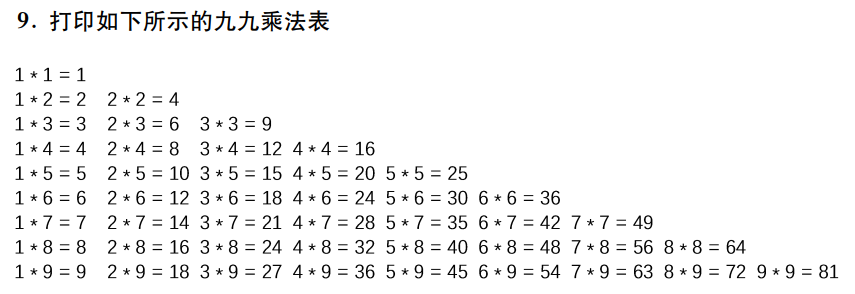 9. 打印如下所示的九九乘法表
1 * 1 = 1
1 * 2 = 2 2 * 2 = 4
1 * 3 = 3 2 * 3 = 6 3 * 3 = 9
1 * 4 = 4 2 * 4 = 8 3 * 4 = 12 4 * 4 = 16
1 * 5 = 5 2 * 5 = 10 3 * 5 = 15 4 * 5 = 20 5 * 5 = 25
1 * 6 = 6 2 * 6 = 12 3 * 6 = 18 4 * 6 = 24 5 * 6 = 30 6 * 6 = 36
1 * 7 = 7 2 * 7 = 14 3 * 7 = 21 4 * 7 = 28 5 * 7 = 35 6 * 7 = 42 7 * 7 = 49
1 * 8 = 8 2 * 8 = 16 3 * 8 = 24 4 * 8 = 32 5 * 8 = 40 6 * 8 = 48 7 * 8 = 56 8 * 8 = 64
1 * 9 = 9 2 * 9 = 18 3 * 9 = 27 4 * 9 = 36 5 * 9 = 45 6 * 9 = 54 7 * 9 = 63 8 * 9 = 72 9 * 9 = 81